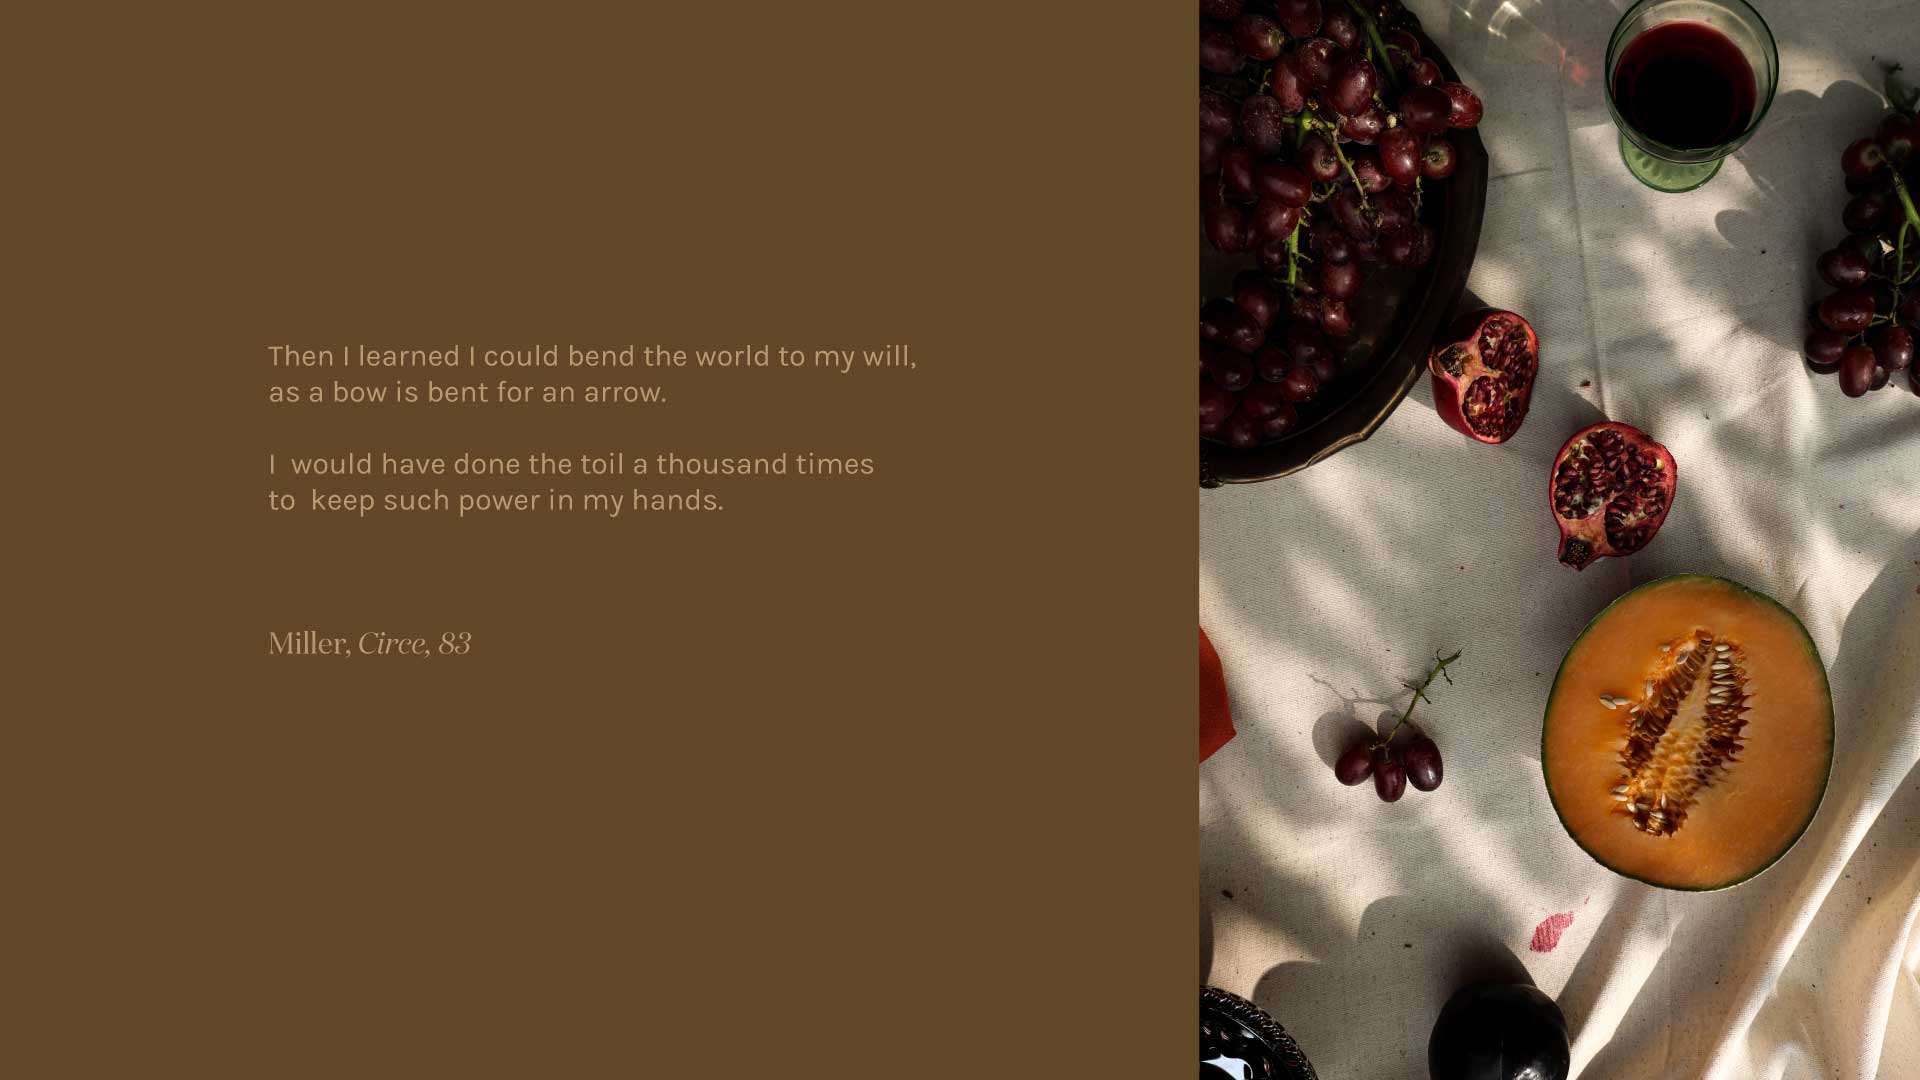 Then I learned I could bend the world to my will,
as a bow is bent for an arrow.
I  would have done the toil a thousand times
to  keep such power in my hands.
Miller, Circe, 83